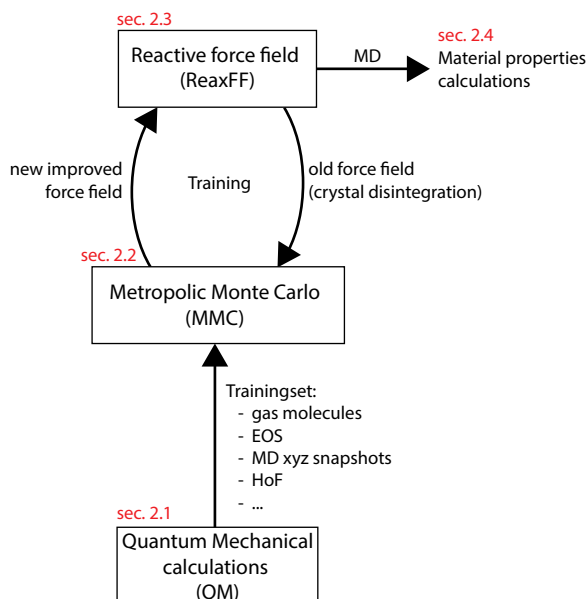 sec. 2.3
Reactive force field
(ReaxFF)
MD
sec. 2.4
Material properties
calculations
new improved
force field
Training
old force field
(crystal disintegration)
sec. 2.2
Metropolic Monte Carlo
(MMC)
Trainingset:
- gas molecules
- EOS
- MD xyz snapshots
- HoF
- ...
sec. 2.1
Quantum Mechanical
calculations
(QM)